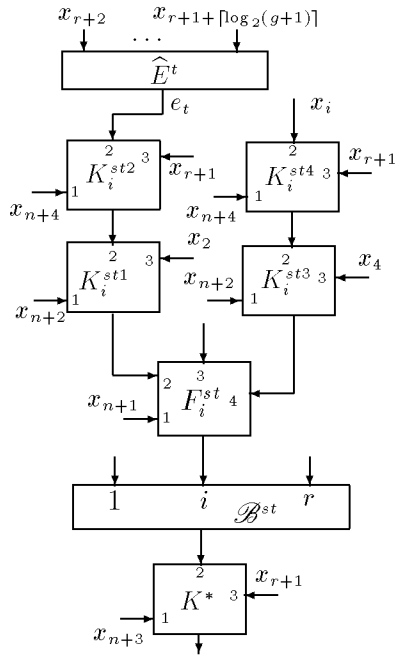 x_{r+2} ... x_{r+1+⌈log_2(g+1)⌉}
Ê^t
e_t x_i
2 2
K_i^{st2} 3 K_i^{st4} 3 x_{r+1}
x_{r+1}
1 1
x_{n+4} x_{n+4}
x_2
2 2 x_4
K_i^{st1} 3 x_{n+2} K_i^{st3} 3
1 1
x_{n+2}
3
2
x_{n+1} F_i^{st} 4
1
1 i r
ℬ^{st}
2 x_{r+1}
K^* 3
1
x_{n+3}